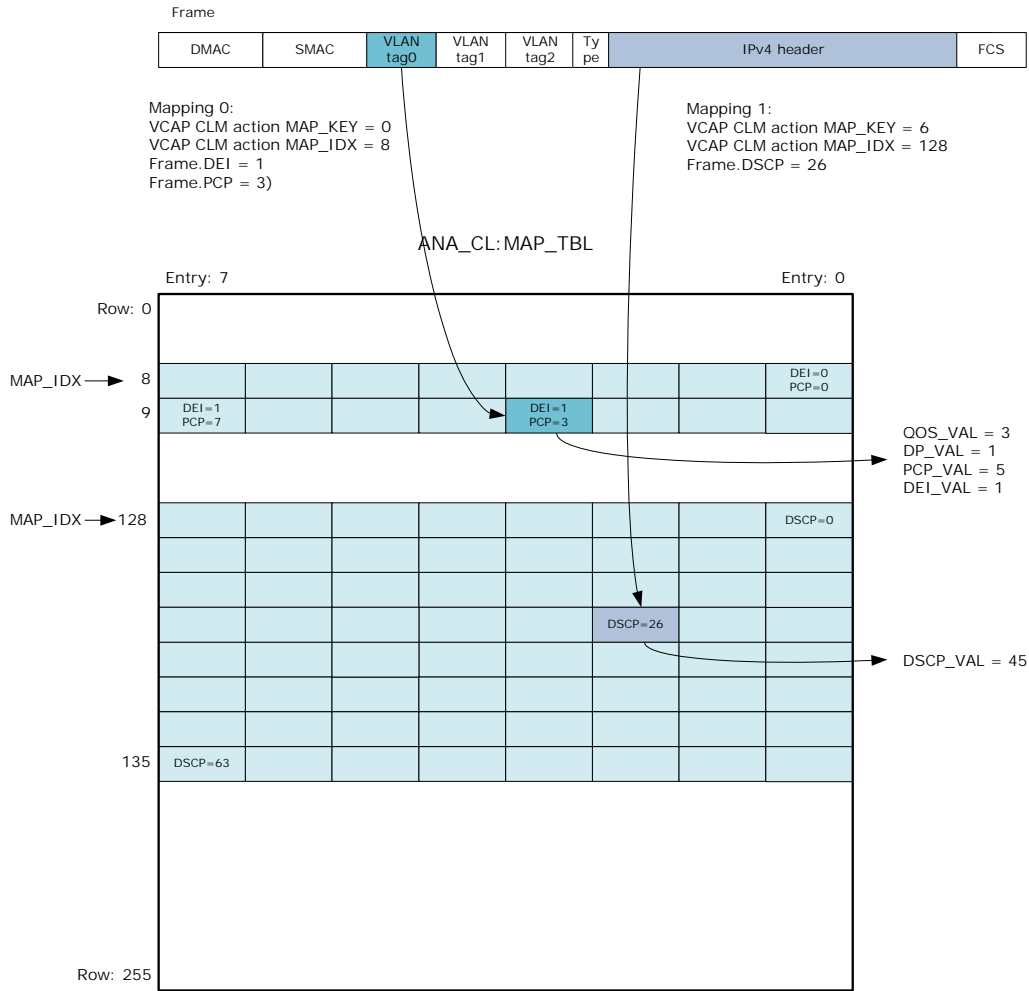 Frame
DMAC
SMAC
VLAN
tag0
VLAN
tag1
VLAN
tag2
Ty
pe
IPv4 header
FCS
Mapping 0:
VCAP CLM action MAP_KEY = 0
VCAP CLM action MAP_IDX = 8
Frame.DEI = 1
Frame.PCP = 3)
Mapping 1:
VCAP CLM action MAP_KEY = 6
VCAP CLM action MAP_IDX = 128
Frame.DSCP = 26
ANA_CL:MAP_TBL
Entry: 7
Entry: 0
Row: 0
MAP_IDX
8
DEI=0
PCP=0
9
DEI=1
PCP=7
DEI=1
PCP=3
QOS_VAL = 3
DP_VAL = 1
PCP_VAL = 5
DEI_VAL = 1
MAP_IDX
128
DSCP=0
DSCP=26
DSCP_VAL = 45
135
DSCP=63
Row: 255